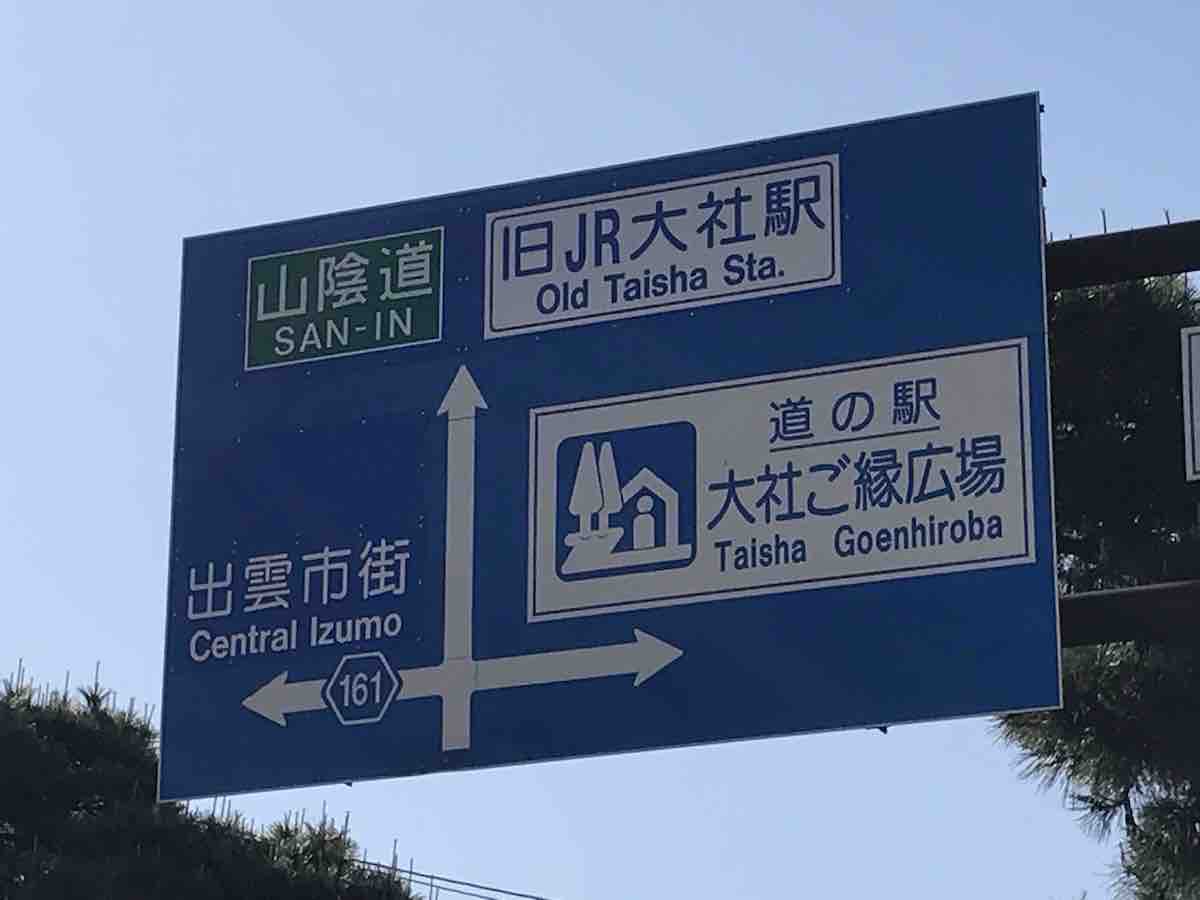 山陰道
SAN-IN
旧JR大社駅
Old Taisha Sta.
道の駅
大社ご縁広場
Taisha Goenhiroba
出雲市街
Central Izumo
161